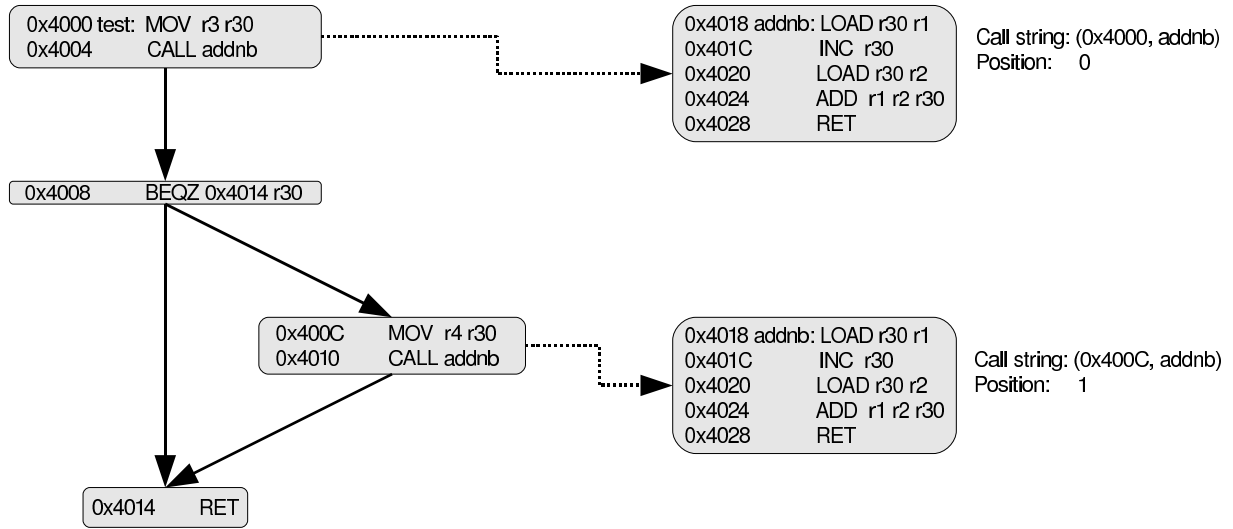 0x4000 test: MOV r3 r30
0x4004 CALL addnb
0x4018 addnb: LOAD r30 r1
0x401C INC r30
0x4020 LOAD r30 r2
0x4024 ADD r1 r2 r30
0x4028 RET
Call string: (0x4000, addnb)
Position: 0
0x4008 BEQZ 0x4014 r30
0x400C MOV r4 r30
0x4010 CALL addnb
0x4018 addnb: LOAD r30 r1
0x401C INC r30
0x4020 LOAD r30 r2
0x4024 ADD r1 r2 r30
0x4028 RET
Call string: (0x400C, addnb)
Position: 1
0x4014 RET